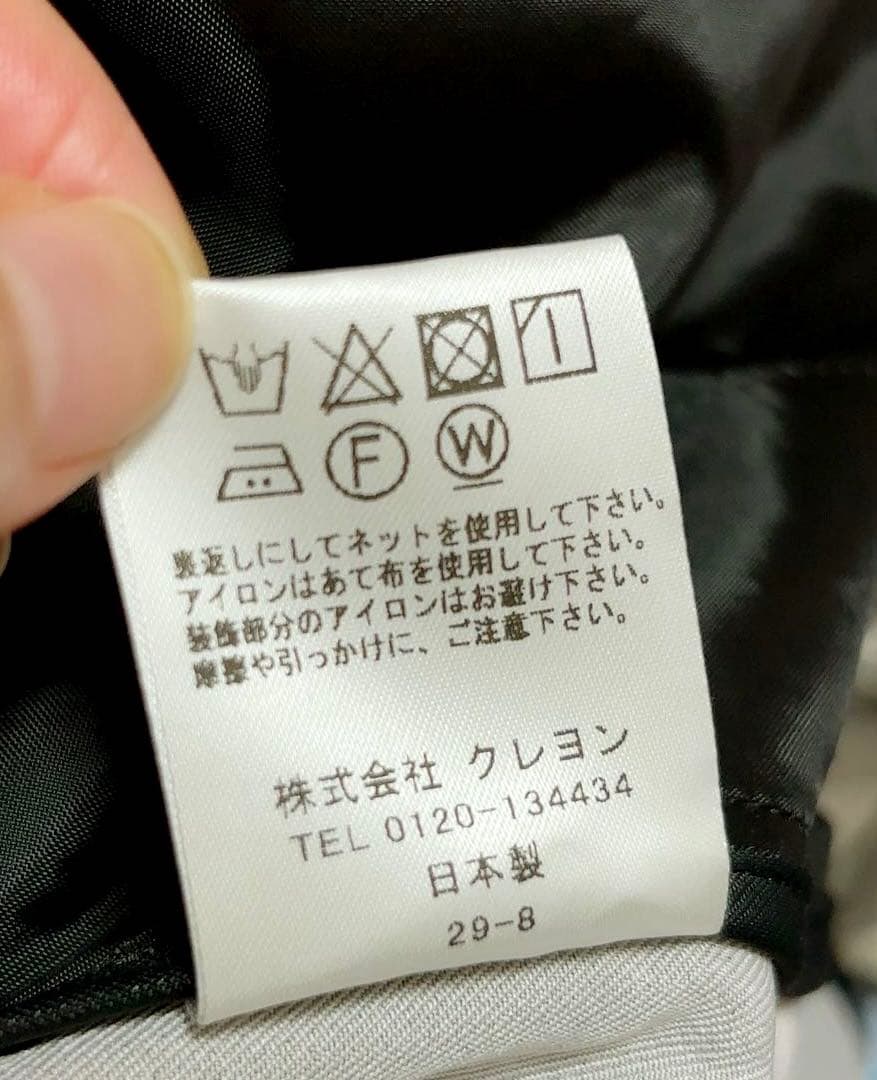 F W
裏返しにしてネットを使用して下さい。
アイロンはあて布を使用して下さい。
装飾部分のアイロンはお避け下さい。
摩擦や引っかけに、ご注意下さい。
株式会社 クレヨン
TEL 0120-134434
日本製
29-8